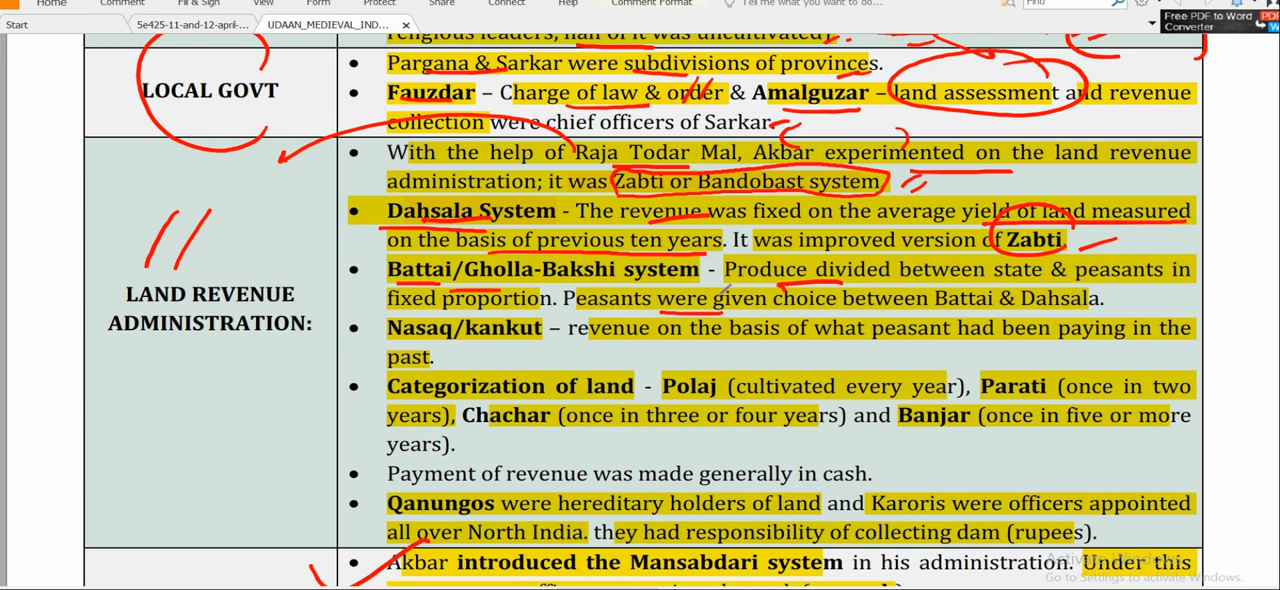 Home Fill & Sign View Form Protect Share Connect Help Comment Format Tell me what you want to do... Find
Start 5e425-11-and-12-april-... UDAAN_MEDIEVAL_IND... × Free PDF to Word Converter
religious leaders, half of it was uncultivated).
LOCAL GOVT
• Pargana & Sarkar were subdivisions of provinces.
• Fauzdar – Charge of law & order & Amalguzar – land assessment and revenue
collection were chief officers of Sarkar.
LAND REVENUE
ADMINISTRATION:
• With the help of Raja Todar Mal, Akbar experimented on the land revenue
administration; it was Zabti or Bandobast system.
• Dahsala System - The revenue was fixed on the average yield of land measured
on the basis of previous ten years. It was improved version of Zabti.
• Battai/Gholla-Bakshi system - Produce divided between state & peasants in
fixed proportion. Peasants were given choice between Battai & Dahsala.
• Nasaq/kankut – revenue on the basis of what peasant had been paying in the
past.
• Categorization of land - Polaj (cultivated every year), Parati (once in two
years), Chachar (once in three or four years) and Banjar (once in five or more
years).
• Payment of revenue was made generally in cash.
• Qanungos were hereditary holders of land and Karoris were officers appointed
all over North India. they had responsibility of collecting dam (rupees).
• Akbar introduced the Mansabdari system in his administration. Under this
Activate Windows
Go to Settings to activate Windows.